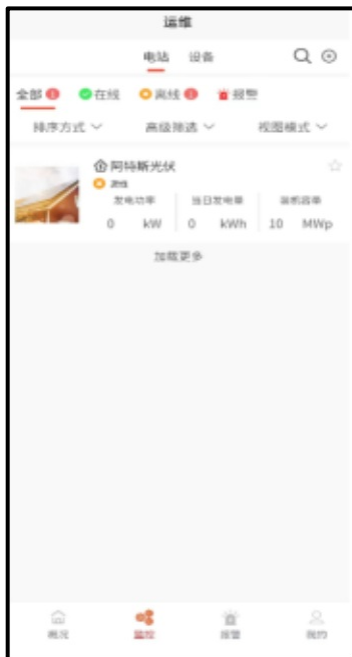 运维
电站 设备
全部 1 在线 离线 1 报警
排序方式 高级筛选 视图模式
阿特斯光伏
离线
发电功率 当日发电量 装机容量
0 kW 0 kWh 10 MWp
加载更多
概况 监控 报警 我的